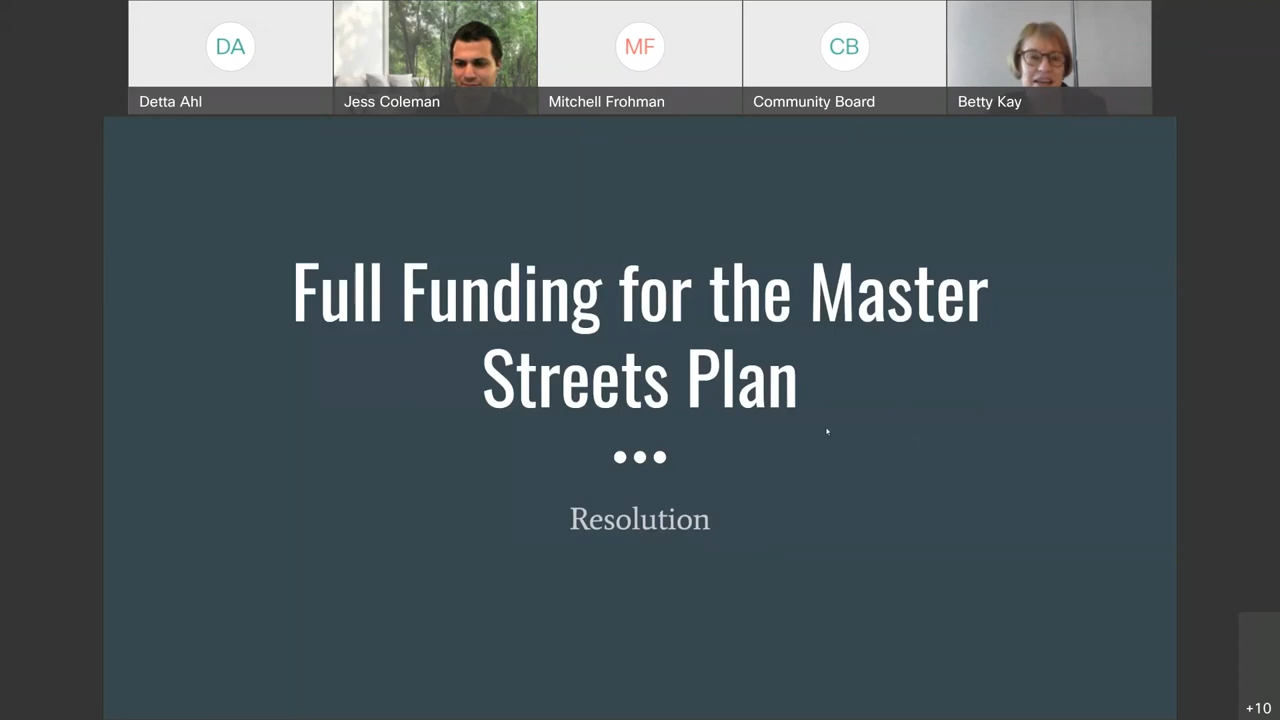 DA
MF
CB
Detta Ahl
Jess Coleman
Mitchell Frohman
Community Board
Betty Kay
Full Funding for the Master
Streets Plan
Resolution
+10